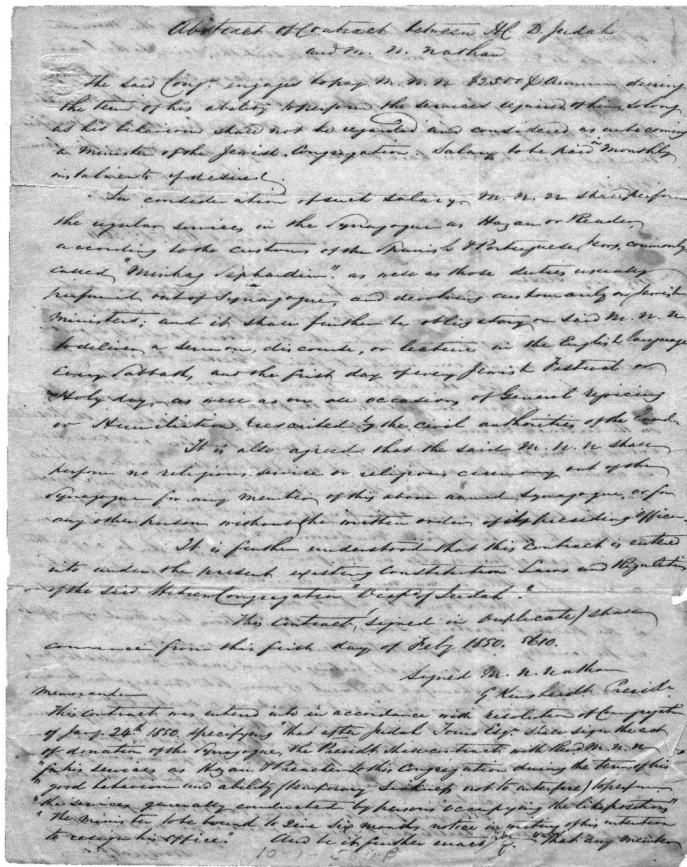 Abstract of Contract between H.C. D. Judah
and M. N. Nathan
The said Cong.n engages to pay M. N. N $2500 Annum during
the term of his ability to perform the services required of him, so long
as his behaviour shall not be regarded and considered as unbecoming
a Minister of the Jewish Congregation. Salary to be paid in Monthly
instalments if desired.
In consideration of such salary, M. N. N shall perform
the regular services in the Synagogue as Hazan or Reader,
according to the customs of the Spanish & Portuguese Jews, commonly
called, "Minhag Sephardim" as well as those duties usually
performed out of Synagogue, and devolving customarily on Jewish
Ministers; and it shall further be obligatory on said M. N. N
to deliver a sermon, discourse, or lecture in the English language
every Sabbath, and the first day of every Jewish Festival or
Holy day, as well as on all occasions of General rejoicing
or Humiliation by the civil authorities of the land.
It is also agreed that the said M. N. N shall
perform no religious service or religious ceremony out of the
Synagogue for any member of this above named Synagogue, or for
any other person without the written order of its presiding officer.
It is further understood that this Contract is entered
into under the present existing Constitution Laws and Regulations
of the said Hebrew Congregation "Disp.d of Judah."
This Contract (signed in duplicate) shall
commence from this first day of Feby 1850. 5610.
Signed M. N. Nathan
G Kursheedt Presidt
Memorandum
This Contract was entered into in accordance with resolution of Congregation
of Jany. 24th 1850. specifying "that after Judah Touro Esqr. shall sign the act
of donation of the Synagogue, the Presidt shall contract with Revd M. N. N
"for his services as Hazan & Preacher to this Congregation during the term of his
"good behaviour and ability (temporary sickness not to interfere) to perform
"the services generally conducted by persons occupying the like position"
"The minister to be bound to give six months notice in writing of his intention
to resign his office." And be it further enacted that any member